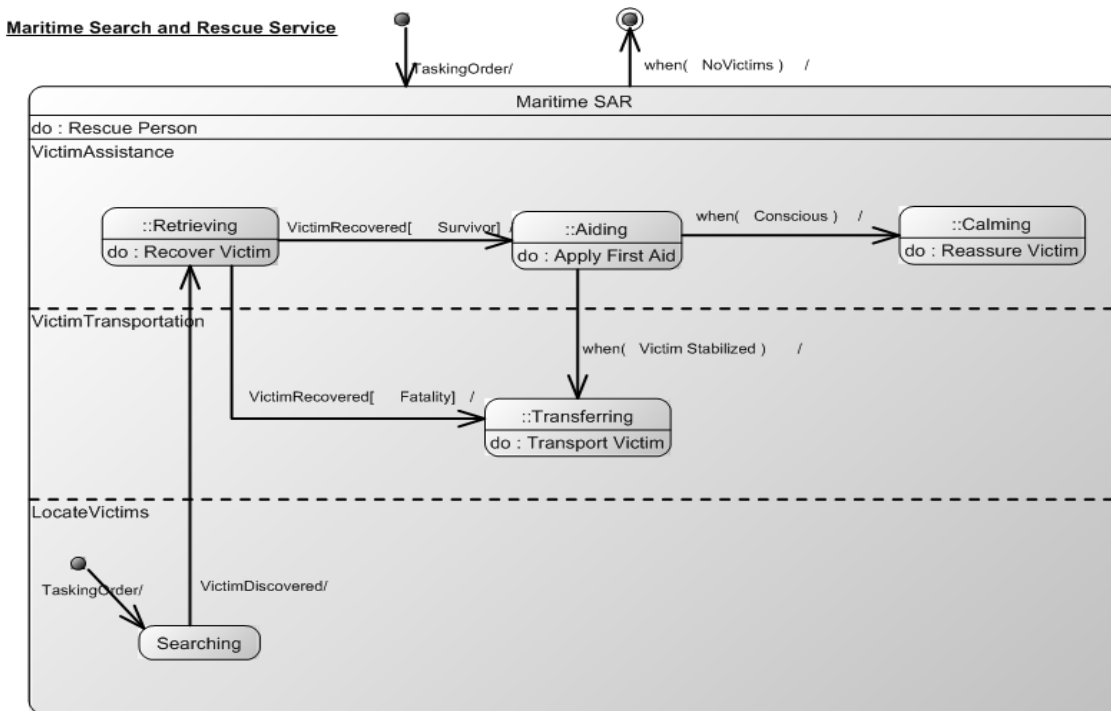 Maritime Search and Rescue Service
TaskingOrder/
when( NoVictims ) /
Maritime SAR
do : Rescue Person
VictimAssistance
::Retrieving
do : Recover Victim
VictimRecovered[ Survivor] /
::Aiding
do : Apply First Aid
when( Conscious ) /
::Calming
do : Reassure Victim
VictimTransportation
when( Victim Stabilized ) /
VictimRecovered[ Fatality] /
::Transferring
do : Transport Victim
LocateVictims
TaskingOrder/
VictimDiscovered/
Searching